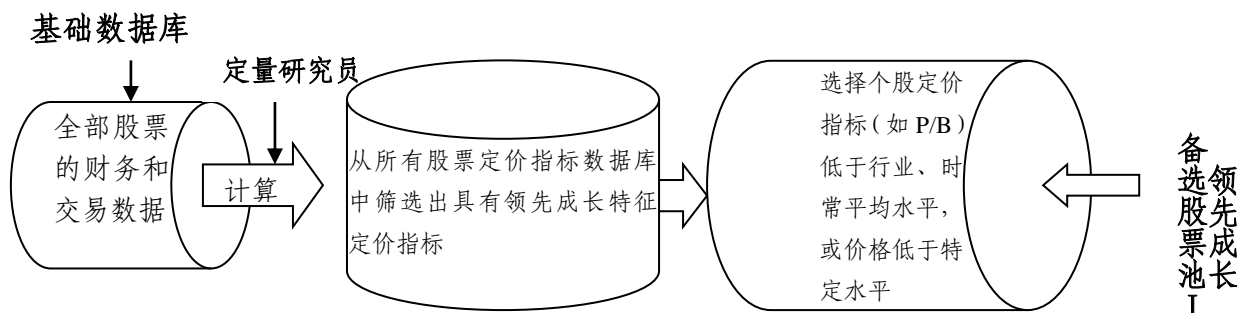 基础数据库
定量研究员
全部股票
的财务和
交易数据
计算
从所有股票定价指标数据库
中筛选出具有领先成长特征
定价指标
选择个股定价
指标（如 P/B）
低于行业、时
常平均水平，
或价格低于特
定水平
领先成长
备选股票池I